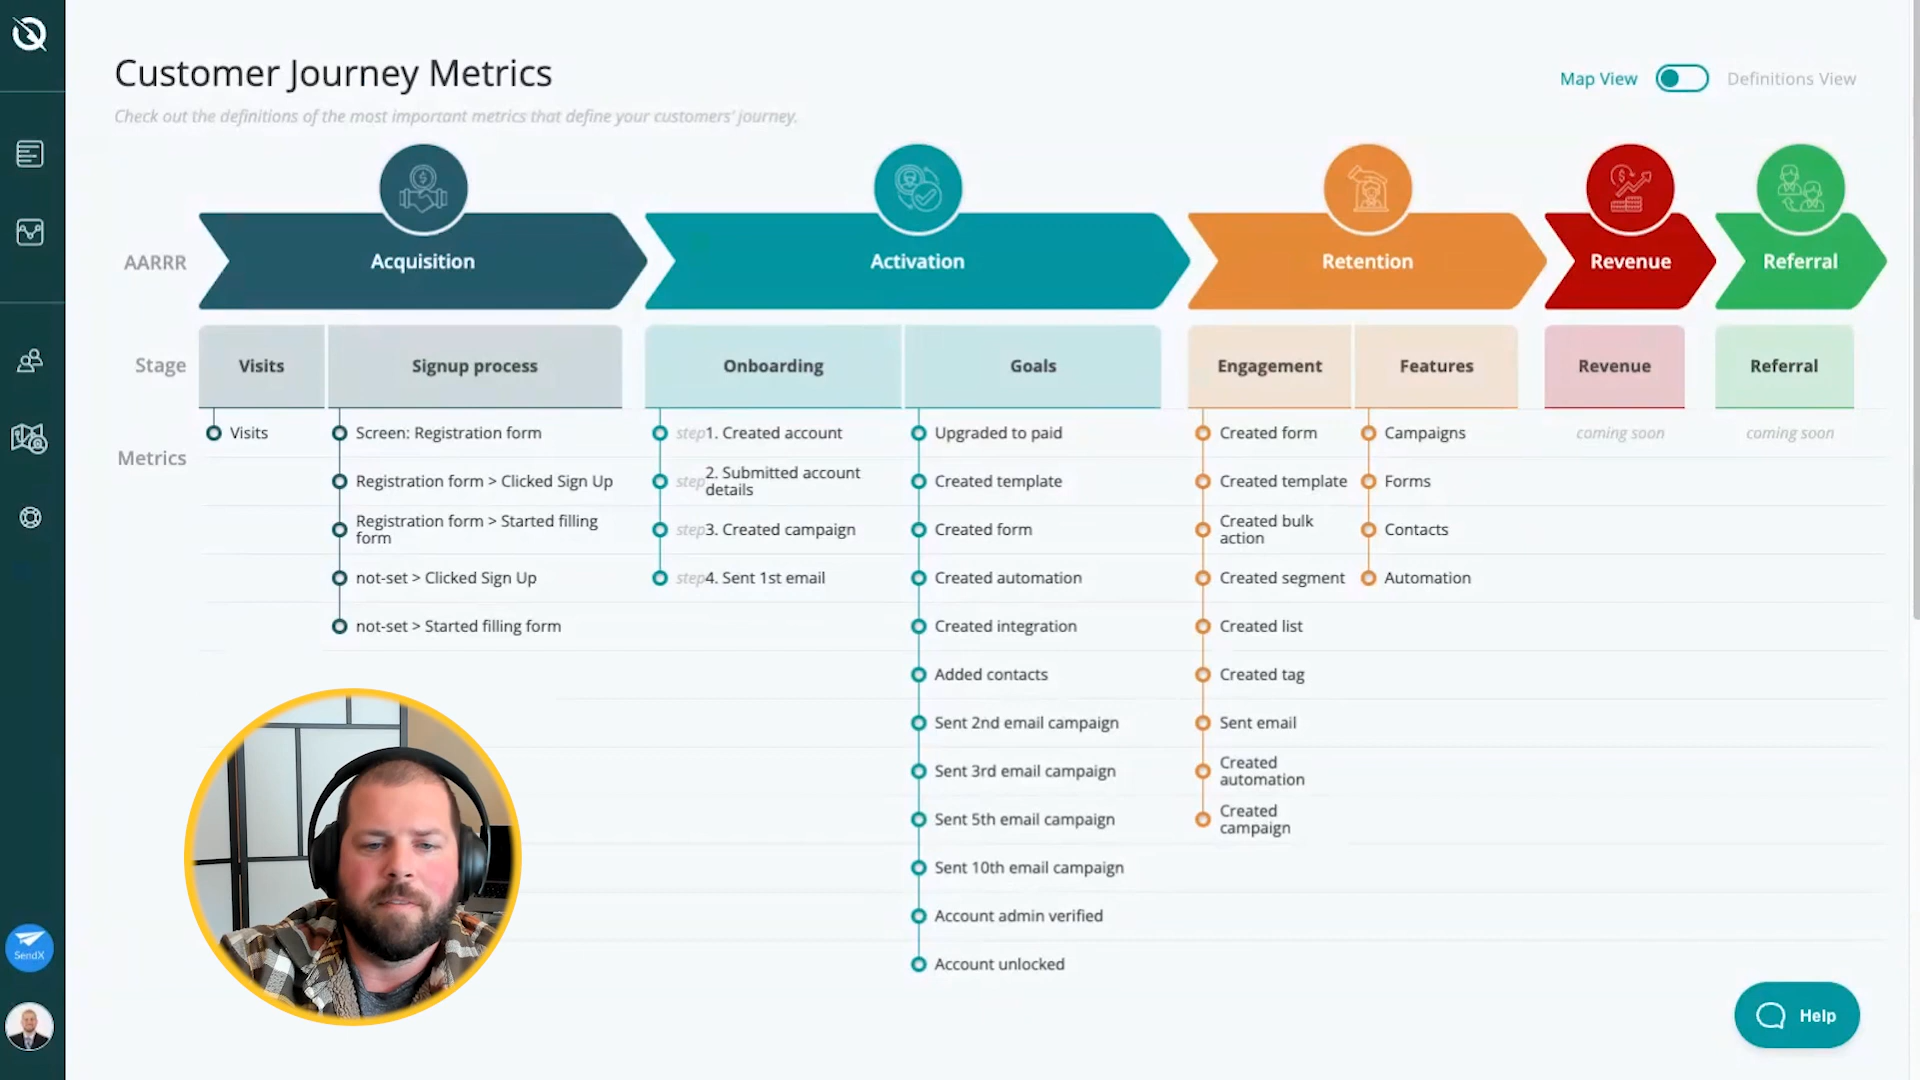 Customer Journey Metrics
Check out the definitions of the most important metrics that define your customers' journey.
Map View
Definitions View
AARRR
Acquisition
Activation
Retention
Revenue
Referral
Stage
Visits
Signup process
Onboarding
Goals
Engagement
Features
Revenue
Referral
Metrics
Visits
Screen: Registration form
Registration form > Clicked Sign Up
Registration form > Started filling
form
not-set > Clicked Sign Up
not-set > Started filling form
step1. Created account
step2. Submitted account
details
step3. Created campaign
step4. Sent 1st email
Upgraded to paid
Created template
Created form
Created automation
Created integration
Added contacts
Sent 2nd email campaign
Sent 3rd email campaign
Sent 5th email campaign
Sent 10th email campaign
Account admin verified
Account unlocked
Created form
Created template
Created bulk
action
Created segment
Created list
Created tag
Sent email
Created
automation
Created
campaign
Campaigns
Forms
Contacts
Automation
coming soon
coming soon
SendX
Help